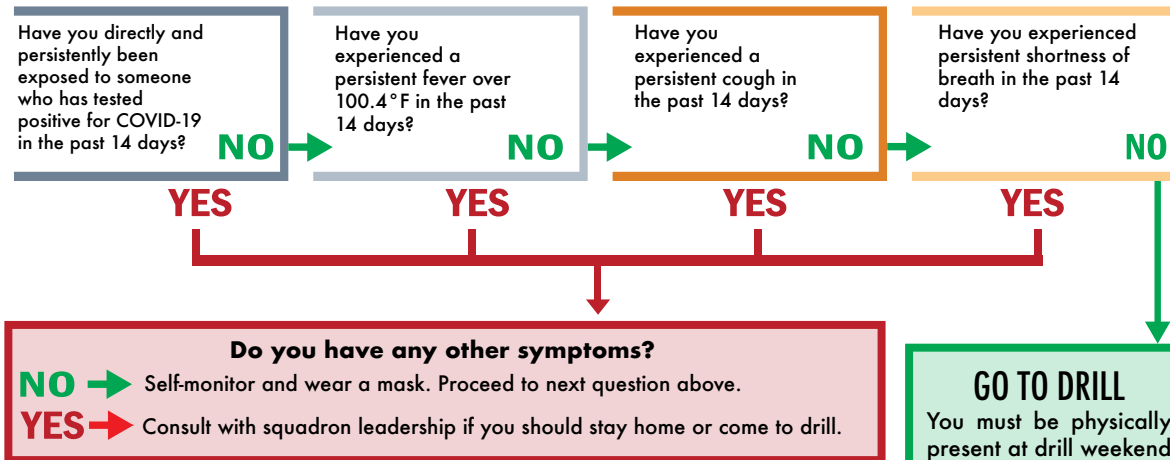 Have you directly and
persistently been
exposed to someone
who has tested
positive for COVID-19
in the past 14 days?
NO
YES
Have you
experienced a
persistent fever over
100.4°F in the past
14 days?
NO
YES
Have you
experienced a
persistent cough in
the past 14 days?
NO
YES
Have you experienced
persistent shortness of
breath in the past 14
days?
NO
YES
Do you have any other symptoms?
NO Self-monitor and wear a mask. Proceed to next question above.
YES Consult with squadron leadership if you should stay home or come to drill.
GO TO DRILL
You must be physically
present at drill weekend